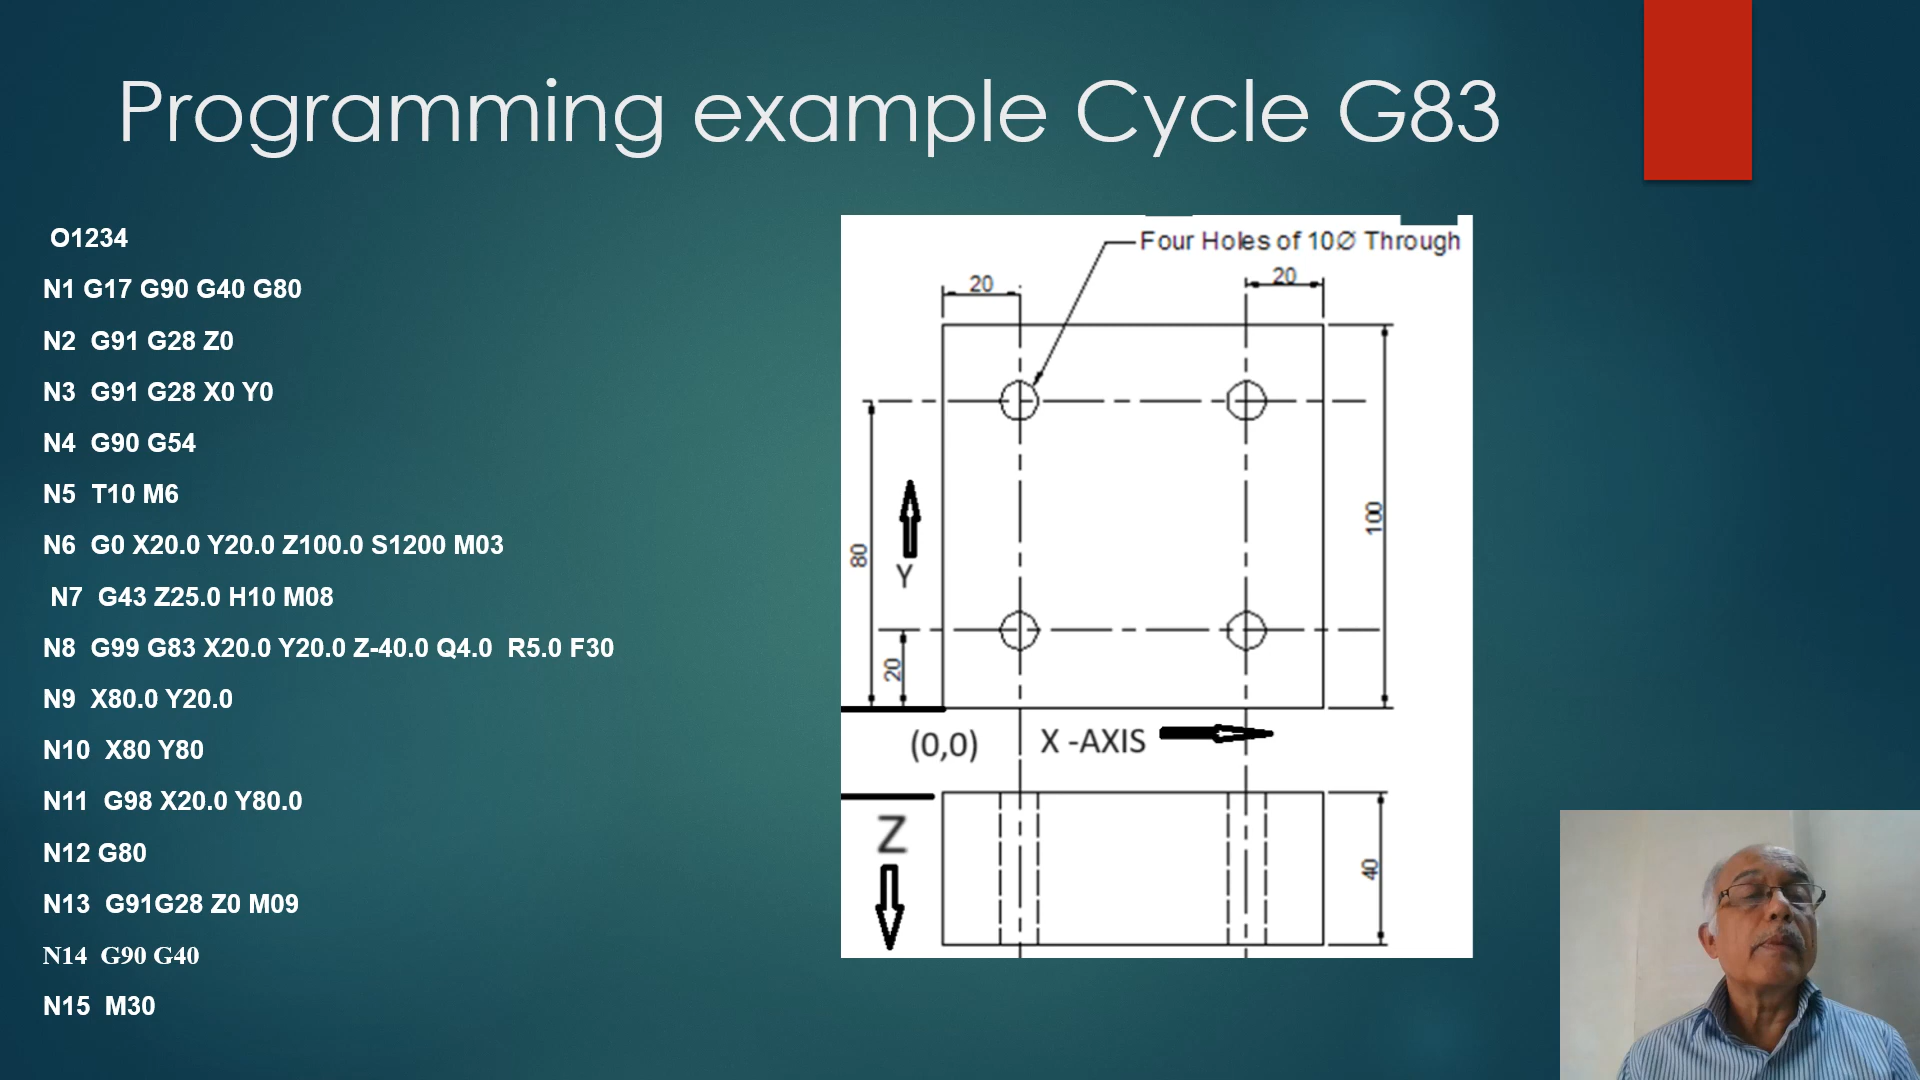 Programming example Cycle G83
O1234
N1 G17 G90 G40 G80
N2 G91 G28 Z0
N3 G91 G28 X0 Y0
N4 G90 G54
N5 T10 M6
N6 G0 X20.0 Y20.0 Z100.0 S1200 M03
N7 G43 Z25.0 H10 M08
N8 G99 G83 X20.0 Y20.0 Z-40.0 Q4.0 R5.0 F30
N9 X80.0 Y20.0
N10 X80 Y80
N11 G98 X20.0 Y80.0
N12 G80
N13 G91G28 Z0 M09
N14 G90 G40
N15 M30
Four Holes of 10Ø Through
20
20
80
Y
100
20
(0,0)
X -AXIS
Z
40